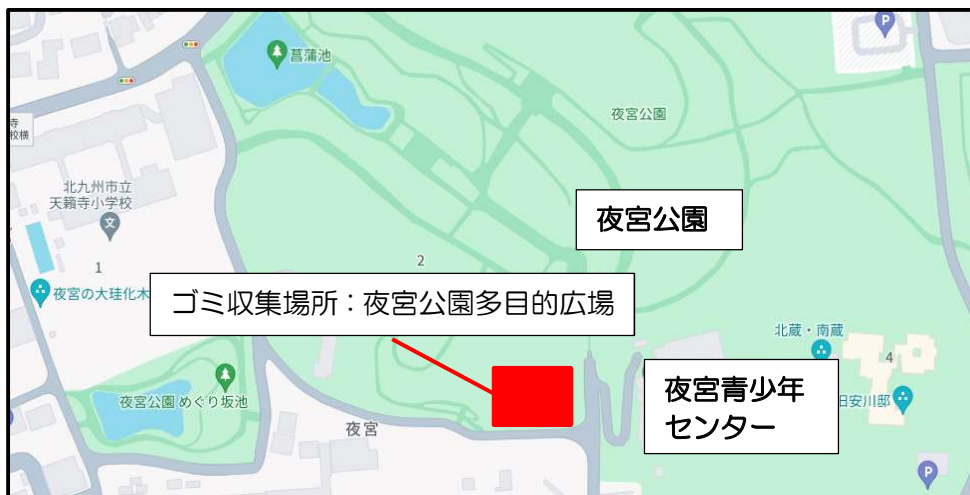 菖蒲池
P
夜宮公園
寺
校横
北九州市立
天籟寺小学校
文
夜宮公園
2
1
ゴミ収集場所：夜宮公園多目的広場
夜宮の大珪化木
北蔵・南蔵
4
夜宮青少年
センター
旧安川邸
夜宮公園 めぐり坂池
夜宮
P